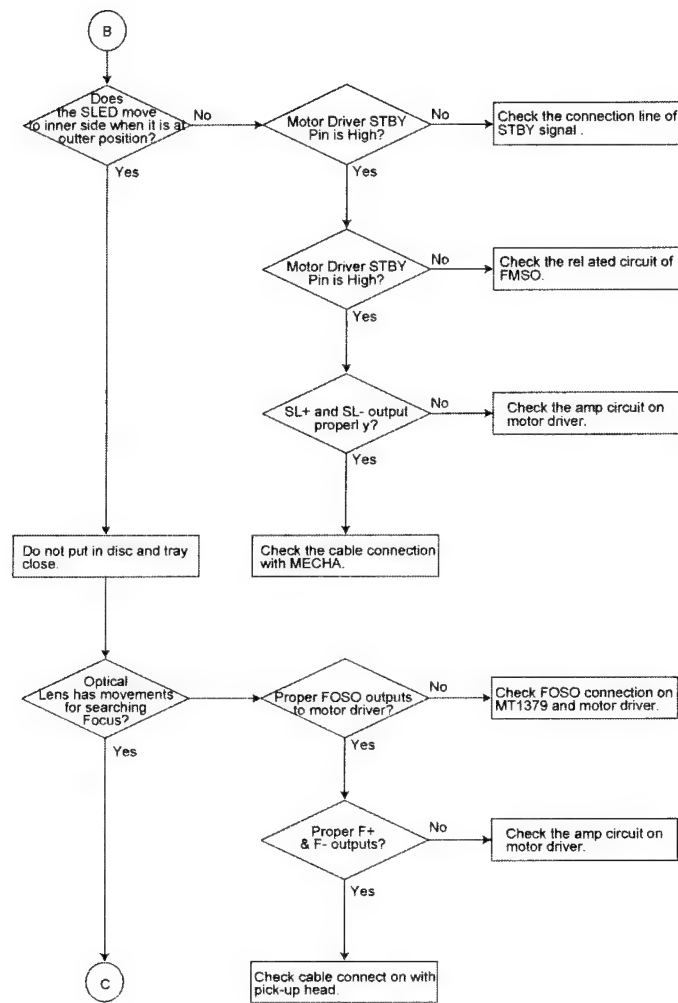 B
Does
the SLED move
to inner side when it is at
outter position?
No
Yes
Motor Driver STBY
Pin is High?
No
Yes
Check the connection line of
STBY signal .
Motor Driver STBY
Pin is High?
No
Yes
Check the rel ated circuit of
FMSO.
SL+ and SL- output
properl y?
No
Yes
Check the amp circuit on
motor driver.
Do not put in disc and tray
close.
Check the cable connection
with MECHA.
Optical
Lens has movements
for searching
Focus?
Yes
Proper FOSO outputs
to motor driver?
No
Yes
Check FOSO connection on
MT1379 and motor driver.
Proper F+
& F- outputs?
No
Yes
Check the amp circuit on
motor driver.
C
Check cable connect on with
pick-up head.